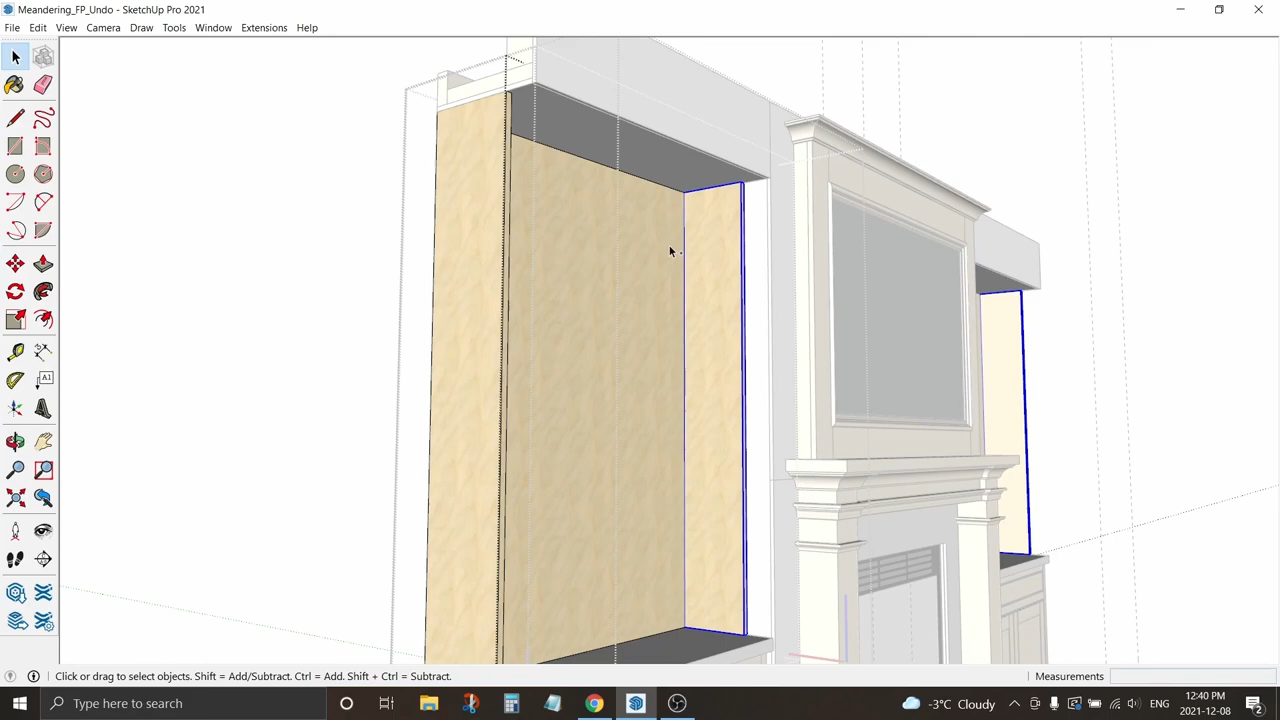 Meandering_FP_Undo - SketchUp Pro 2021
File Edit View Camera Draw Tools Window Extensions Help
A1
Click or drag to select objects. Shift = Add/Subtract. Ctrl = Add. Shift + Ctrl = Subtract.
Measurements
Type here to search
-3°C Cloudy
ENG
12:40 PM
2021-12-08
2